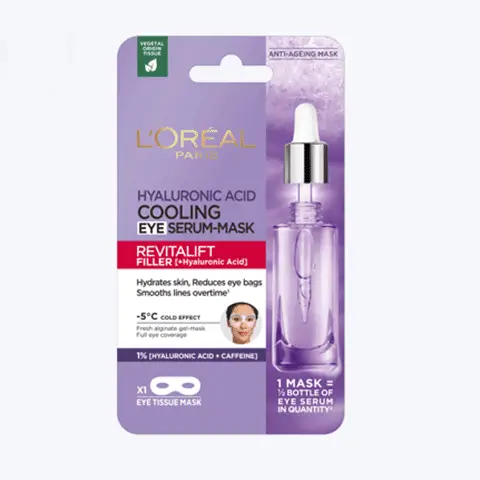 VEGETAL
ORIGIN
TISSUE
ANTI-AGEING MASK
L'ORÉAL
PARIS
HYALURONIC ACID
COOLING
EYE SERUM-MASK
REVITALIFT
FILLER [+Hyaluronic Acid]
Hydrates skin, Reduces eye bags
Smooths lines overtime¹
-5°C COLD EFFECT
Fresh alginate gel-mask
Full eye coverage
1% [HYALURONIC ACID + CAFFEINE]
X1
EYE TISSUE MASK
1 MASK =
½ BOTTLE OF
EYE SERUM
IN QUANTITY²